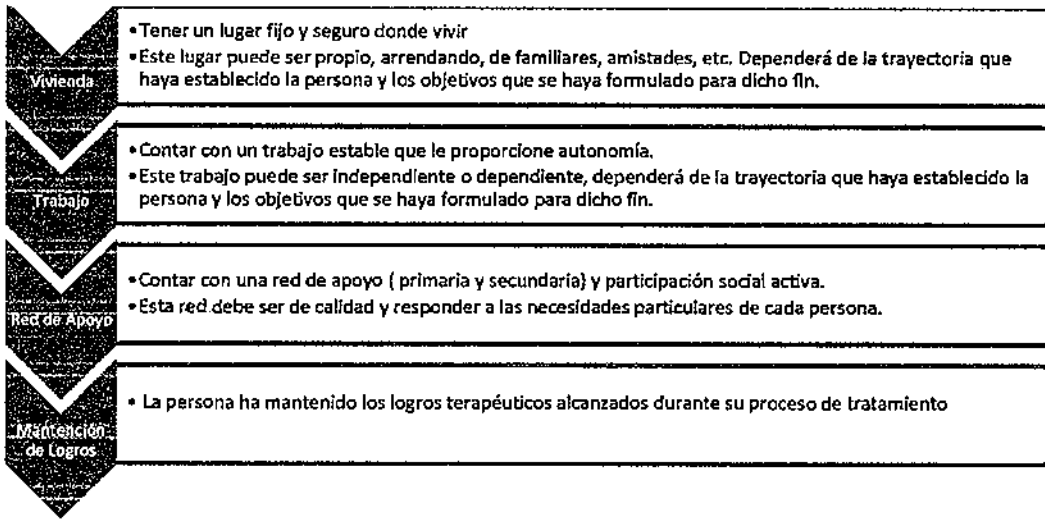 Vivienda
•Tener un lugar fijo y seguro donde vivir
•Este lugar puede ser propio, arrendando, de familiares, amistades, etc. Dependerá de la trayectoria que
haya establecido la persona y los objetivos que se haya formulado para dicho fin.
Trabajo
•Contar con un trabajo estable que le proporcione autonomía.
•Este trabajo puede ser independiente o dependiente, dependerá de la trayectoria que haya establecido la
persona y los objetivos que se haya formulado para dicho fin.
Red de Apoyo
•Contar con una red de apoyo ( primaria y secundaria) y participación social activa.
•Esta red debe ser de calidad y responder a las necesidades particulares de cada persona.
Mantención
de Logros
• La persona ha mantenido los logros terapéuticos alcanzados durante su proceso de tratamiento